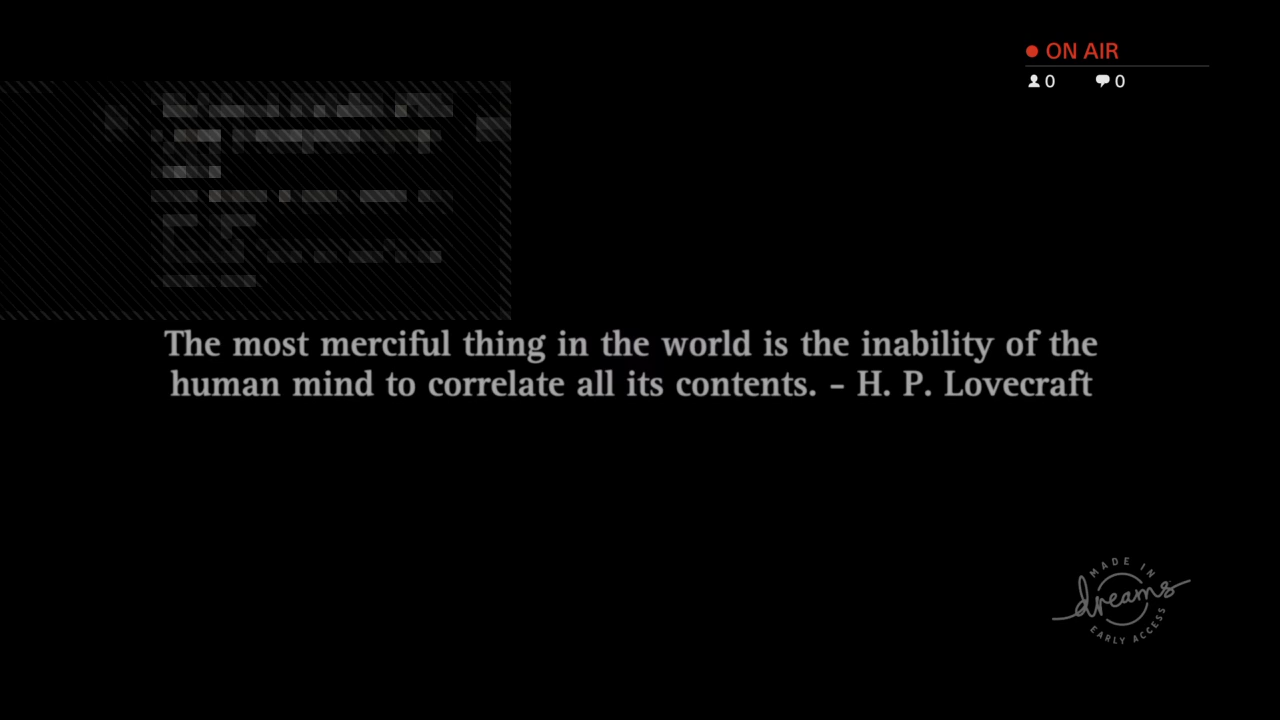 ON AIR
0 0
The most merciful thing in the world is the inability of the
human mind to correlate all its contents. – H. P. Lovecraft
MADE IN
dreams
EARLY ACCESS